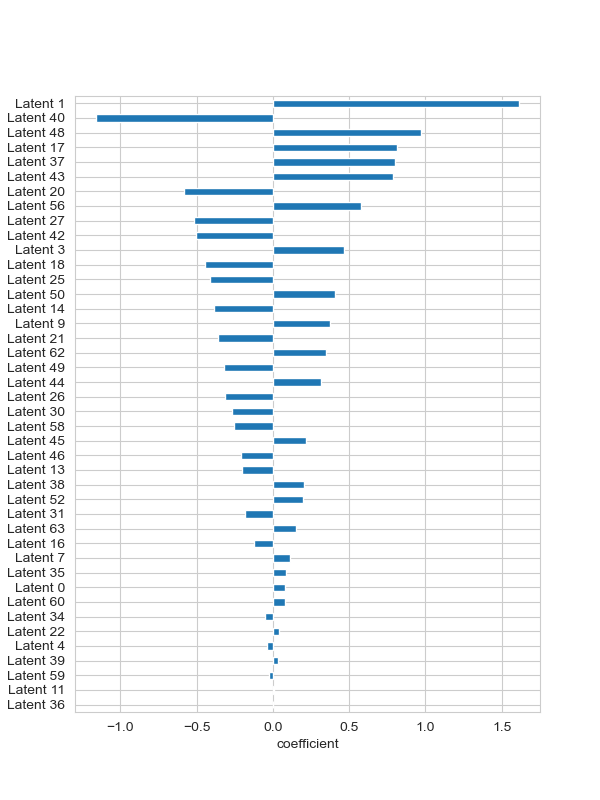 Latent 1
Latent 40
Latent 48
Latent 17
Latent 37
Latent 43
Latent 20
Latent 56
Latent 27
Latent 42
Latent 3
Latent 18
Latent 25
Latent 50
Latent 14
Latent 9
Latent 21
Latent 62
Latent 49
Latent 44
Latent 26
Latent 30
Latent 58
Latent 45
Latent 46
Latent 13
Latent 38
Latent 52
Latent 31
Latent 63
Latent 16
Latent 7
Latent 35
Latent 0
Latent 60
Latent 34
Latent 22
Latent 4
Latent 39
Latent 59
Latent 11
Latent 36
−1.0 −0.5 0.0 0.5 1.0 1.5
coefficient